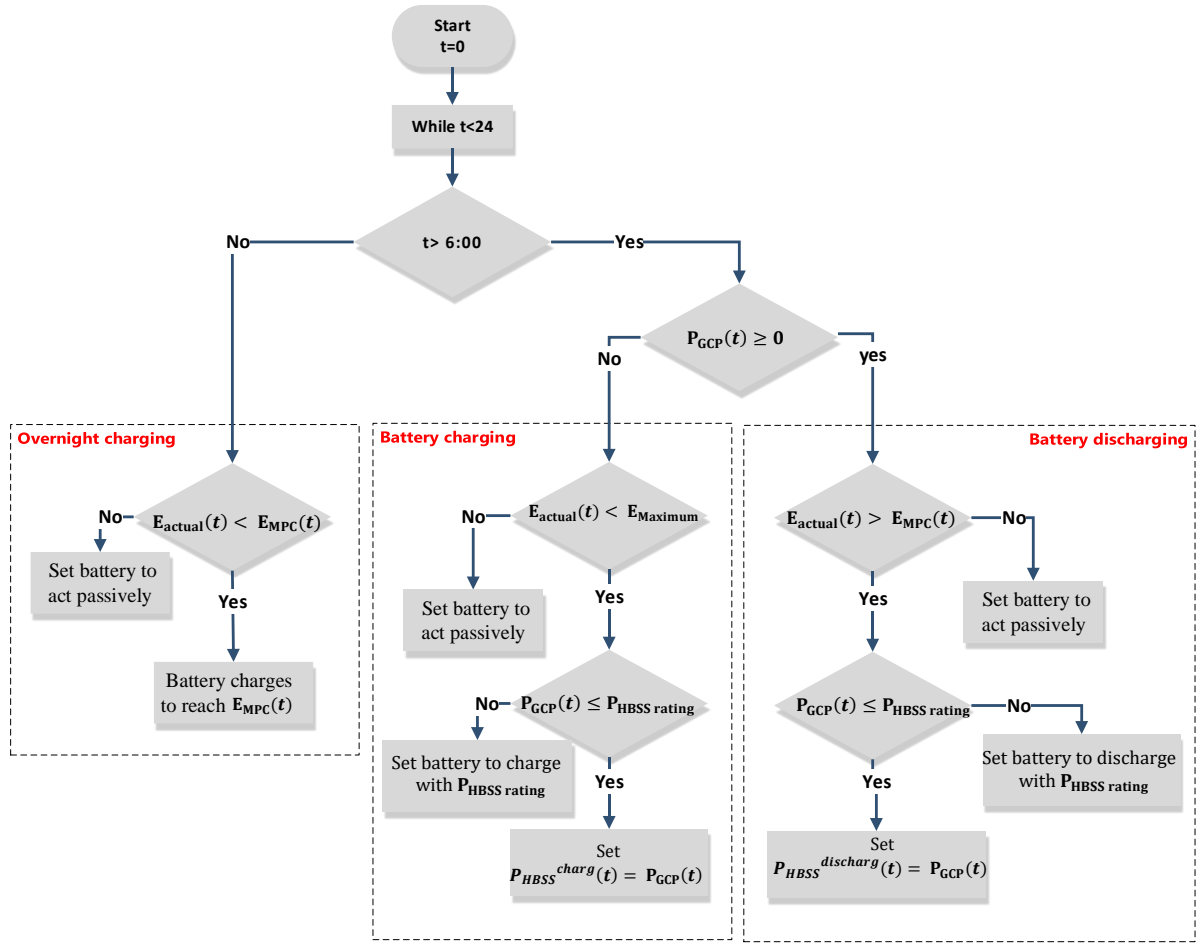 Start
t=0
While t<24
t> 6:00
No
Yes
P_GCP(t) ≥ 0
No
yes
Overnight charging
E_actual(t) < E_MPC(t)
No
Set battery to
act passively
Yes
Battery charges
to reach E_MPC(t)
Battery charging
E_actual(t) < E_Maximum
No
Set battery to
act passively
Yes
P_GCP(t) ≤ P_HBSS rating
No
Set battery to charge
with P_HBSS rating
Yes
Set
P_HBSS^charg(t) = P_GCP(t)
Battery discharging
E_actual(t) > E_MPC(t)
No
Set battery to
act passively
Yes
P_GCP(t) ≤ P_HBSS rating
No
Set battery to discharge
with P_HBSS rating
Yes
Set
P_HBSS^discharg(t) = P_GCP(t)